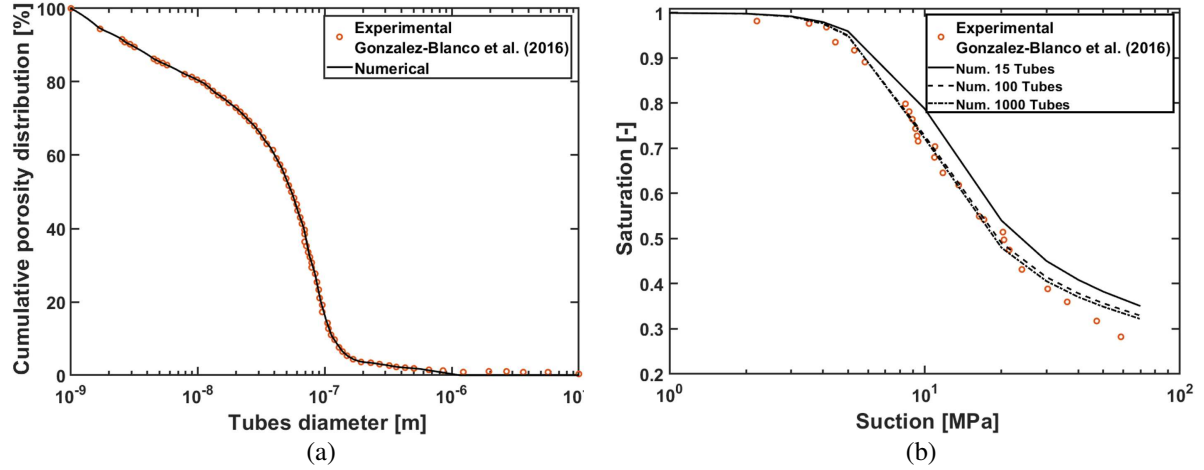 Cumulative porosity distribution [%]
100
80
60
40
20
0
Experimental
Gonzalez-Blanco et al. (2016)
Numerical
10-9
10-8
10-7
10-6
Tubes diameter [m]
(a)
Saturation [-]
1
0.9
0.8
0.7
0.6
0.5
0.4
0.3
0.2
Experimental
Gonzalez-Blanco et al. (2016)
Num. 15 Tubes
Num. 100 Tubes
Num. 1000 Tubes
100
101
102
Suction [MPa]
(b)